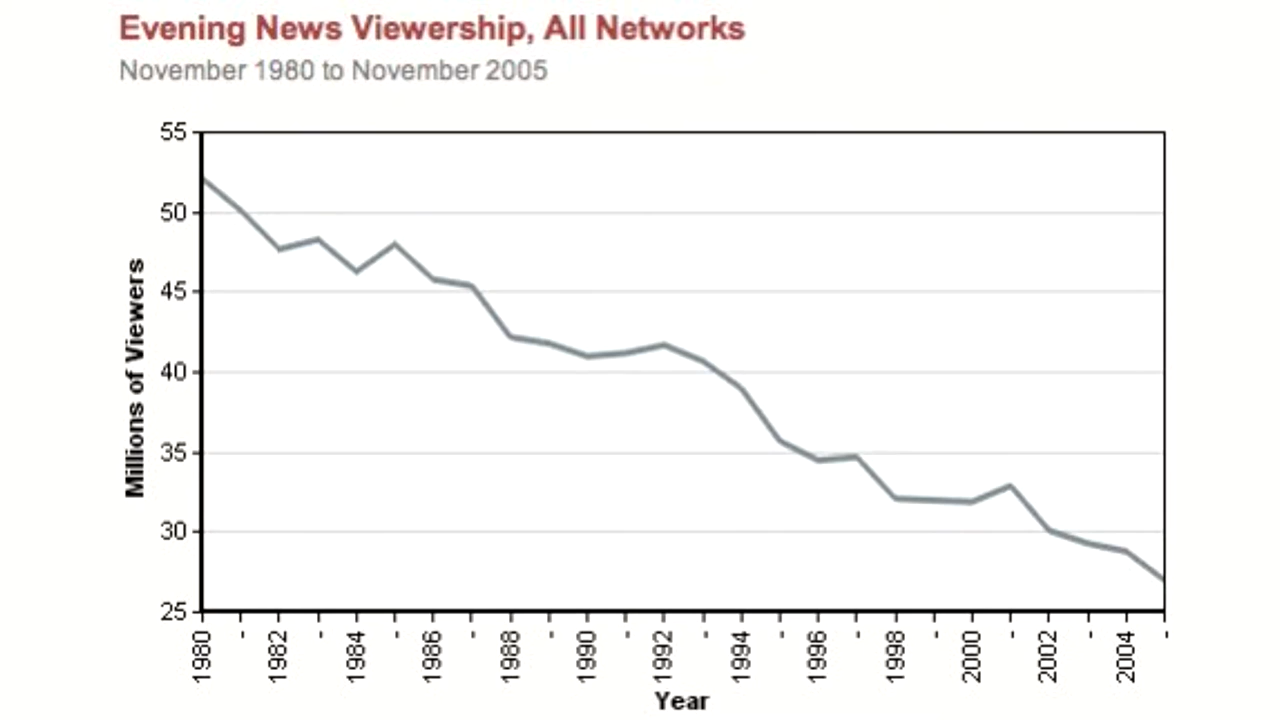 Evening News Viewership, All Networks
November 1980 to November 2005
55
50
45
40
35
30
25
Millions of Viewers
1980 - 1982 - 1984 - 1986 - 1988 - 1990 - 1992 - 1994 - 1996 - 1998 - 2000 - 2002 - 2004 -
Year